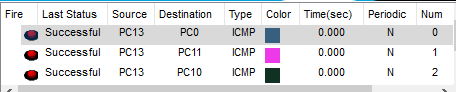 Fire Last Status Source Destination Type Color Time(sec) Periodic Num
Successful PC13 PC0 ICMP 0.000 N 0
Successful PC13 PC11 ICMP 0.000 N 1
Successful PC13 PC10 ICMP 0.000 N 2